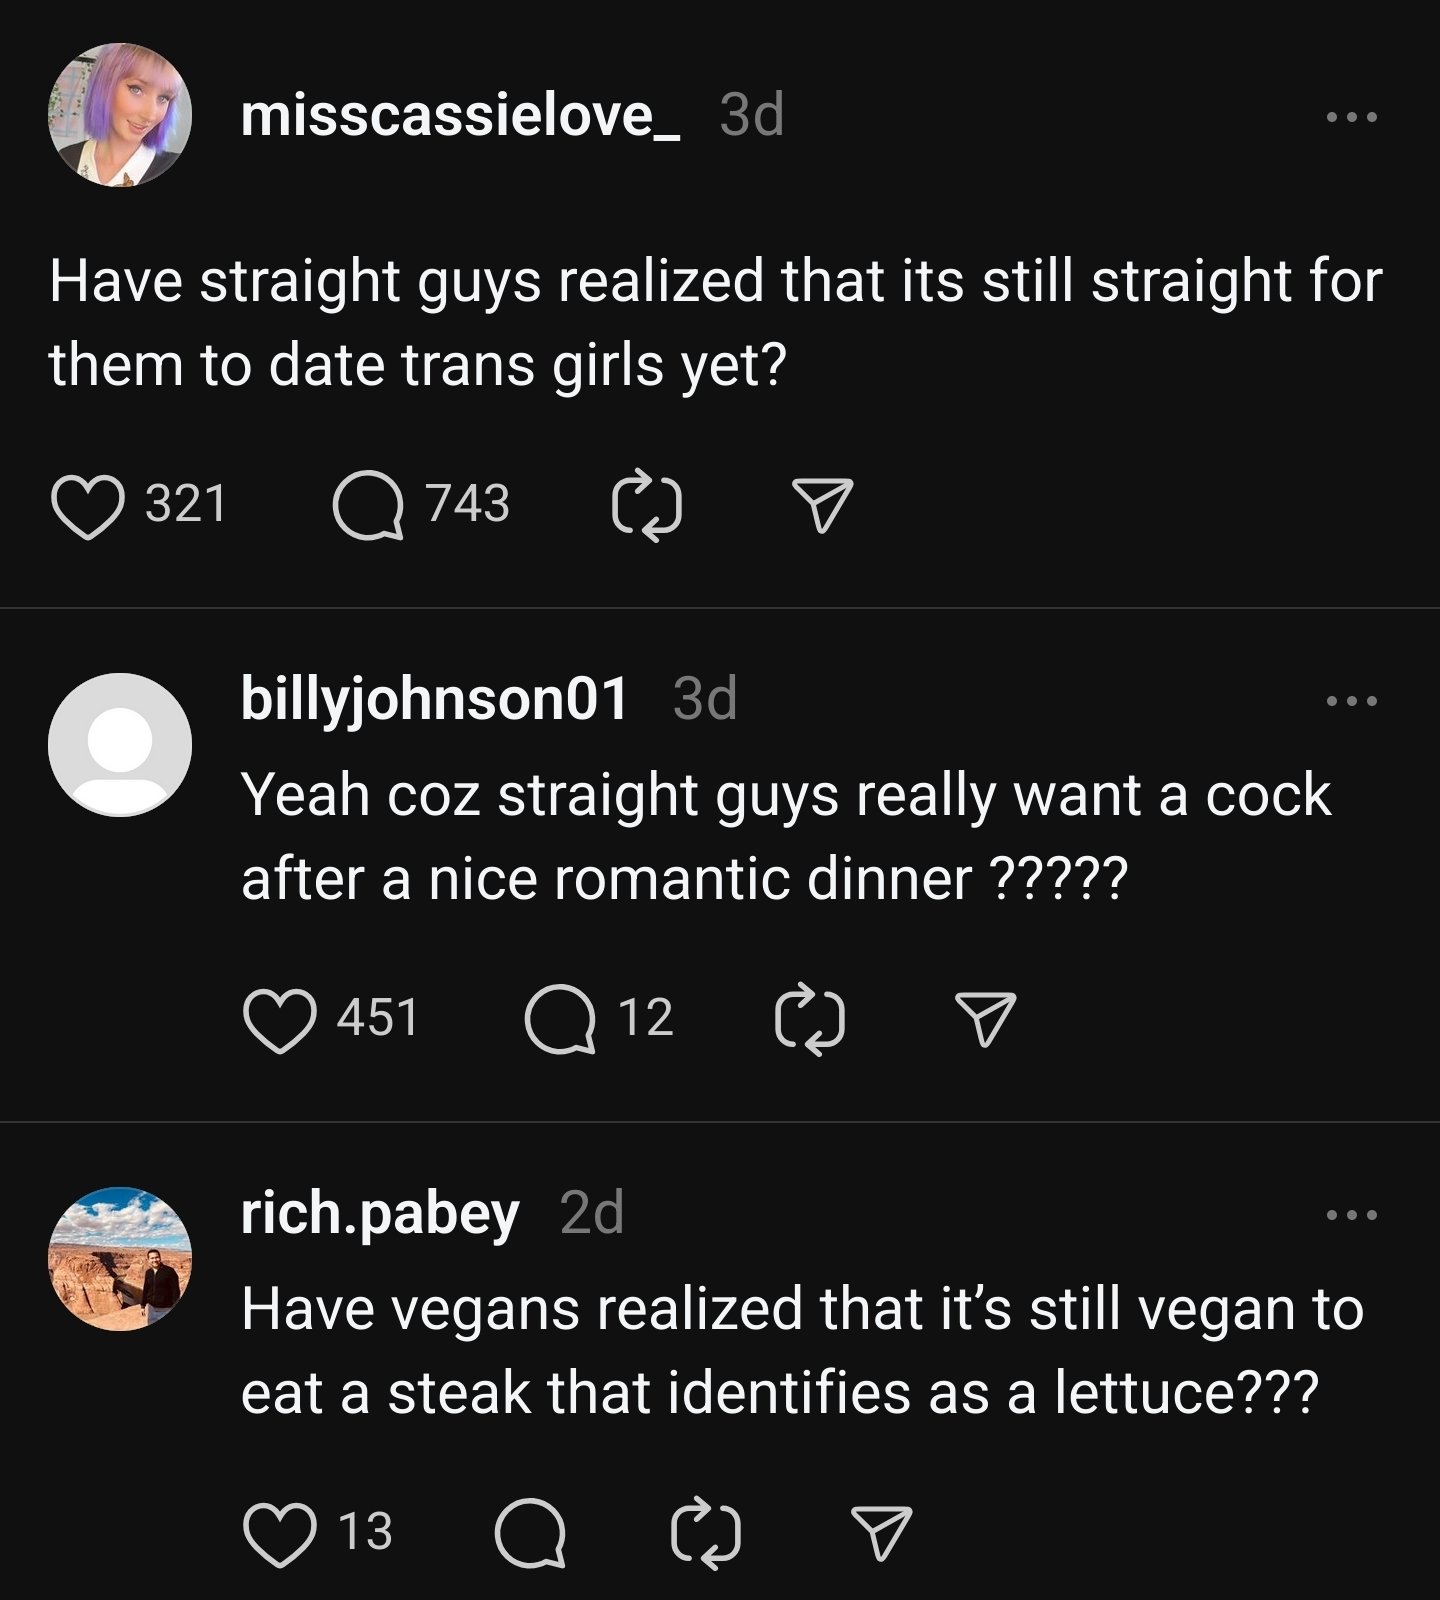 misscassielove_ 3d
Have straight guys realized that its still straight for
them to date trans girls yet?
321 743
billyjohnson01 3d
Yeah coz straight guys really want a cock
after a nice romantic dinner ?????
451 12
rich.pabey 2d
Have vegans realized that it’s still vegan to
eat a steak that identifies as a lettuce???
13